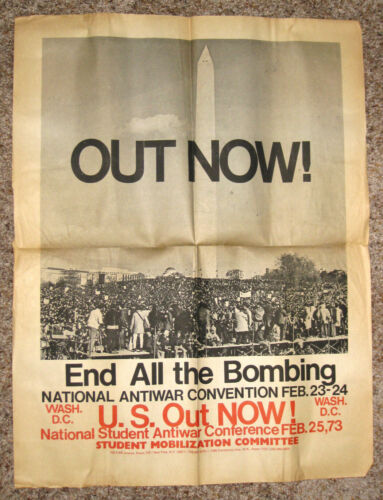 OUT NOW!
End All the Bombing
NATIONAL ANTIWAR CONVENTION FEB. 23-24
WASH. D.C.
U.S. Out NOW!
WASH. D.C.
National Student Antiwar Conference FEB. 25, 73
STUDENT MOBILIZATION COMMITTEE